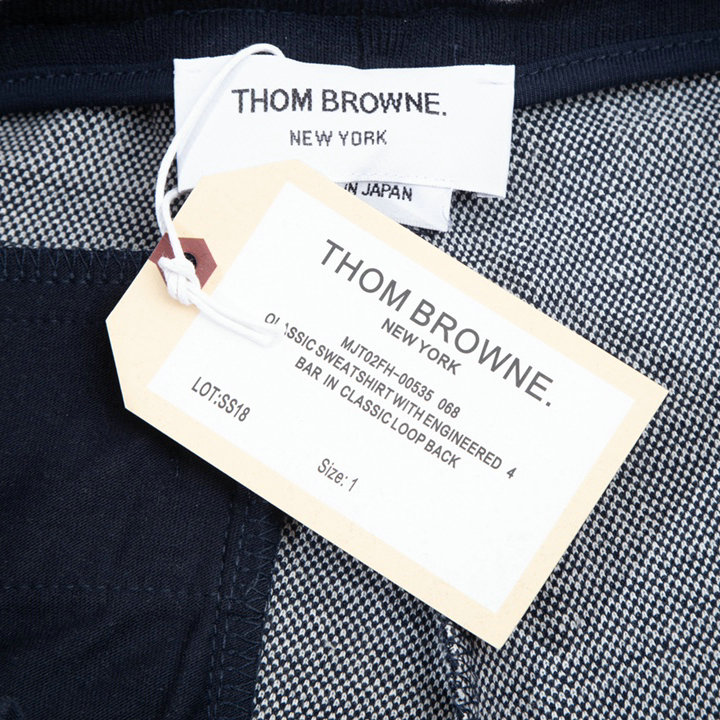 THOM BROWNE.
NEW YORK
IN JAPAN
THOM BROWNE.
NEW YORK
MJT02FH-00535 068
CLASSIC SWEATSHIRT WITH ENGINEERED 4
BAR IN CLASSIC LOOP BACK
LOT:SS18
Size: 1